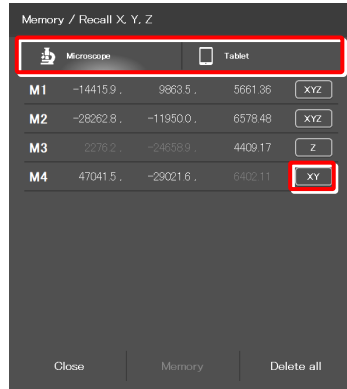 Memory / Recall X, Y, Z
Microscope Tablet
M1 -14415.9 , 9863.5 , 5661.36 XYZ
M2 -28262.8 , -11950.0 , 6578.48 XYZ
M3 2276.2 , -24658.9 , 4409.17 Z
M4 47041.5 , -29021.6 , 6402.11 XY
Close Memory Delete all